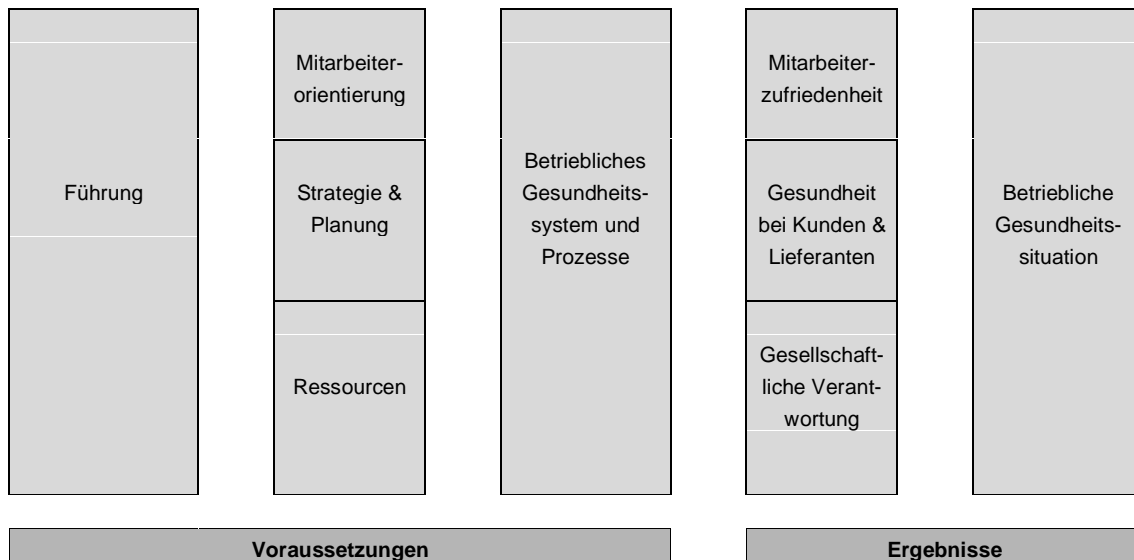 Führung
Mitarbeiter-
orientierung
Strategie &
Planung
Ressourcen
Betriebliches
Gesundheits-
system und
Prozesse
Mitarbeiter-
zufriedenheit
Gesundheit
bei Kunden &
Lieferanten
Gesellschaft-
liche Verant-
wortung
Betriebliche
Gesundheits-
situation
Voraussetzungen
Ergebnisse